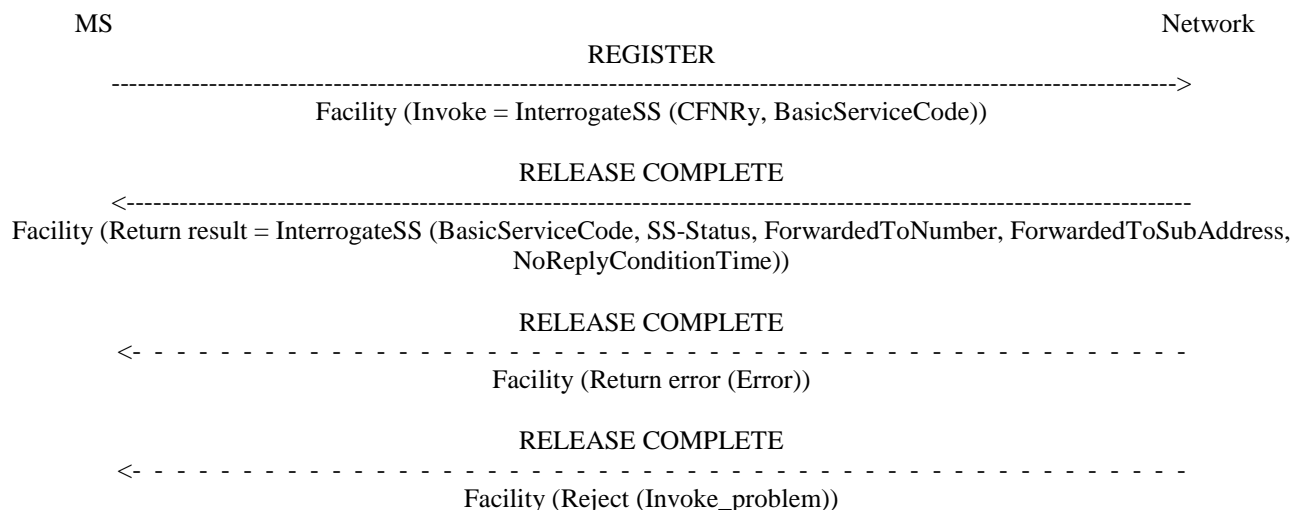 MS Network
REGISTER
------------------------------------------------------------------------------------------------------------------------>
Facility (Invoke = InterrogateSS (CFNRy, BasicServiceCode))
RELEASE COMPLETE
<------------------------------------------------------------------------------------------------------------------------
Facility (Return result = InterrogateSS (BasicServiceCode, SS-Status, ForwardedToNumber, ForwardedToSubAddress,
NoReplyConditionTime))
RELEASE COMPLETE
<- - - - - - - - - - - - - - - - - - - - - - - - - - - - - - - - - - - - - - - - - - - - - - - - -
Facility (Return error (Error))
RELEASE COMPLETE
<- - - - - - - - - - - - - - - - - - - - - - - - - - - - - - - - - - - - - - - - - - - - - - - - -
Facility (Reject (Invoke_problem))